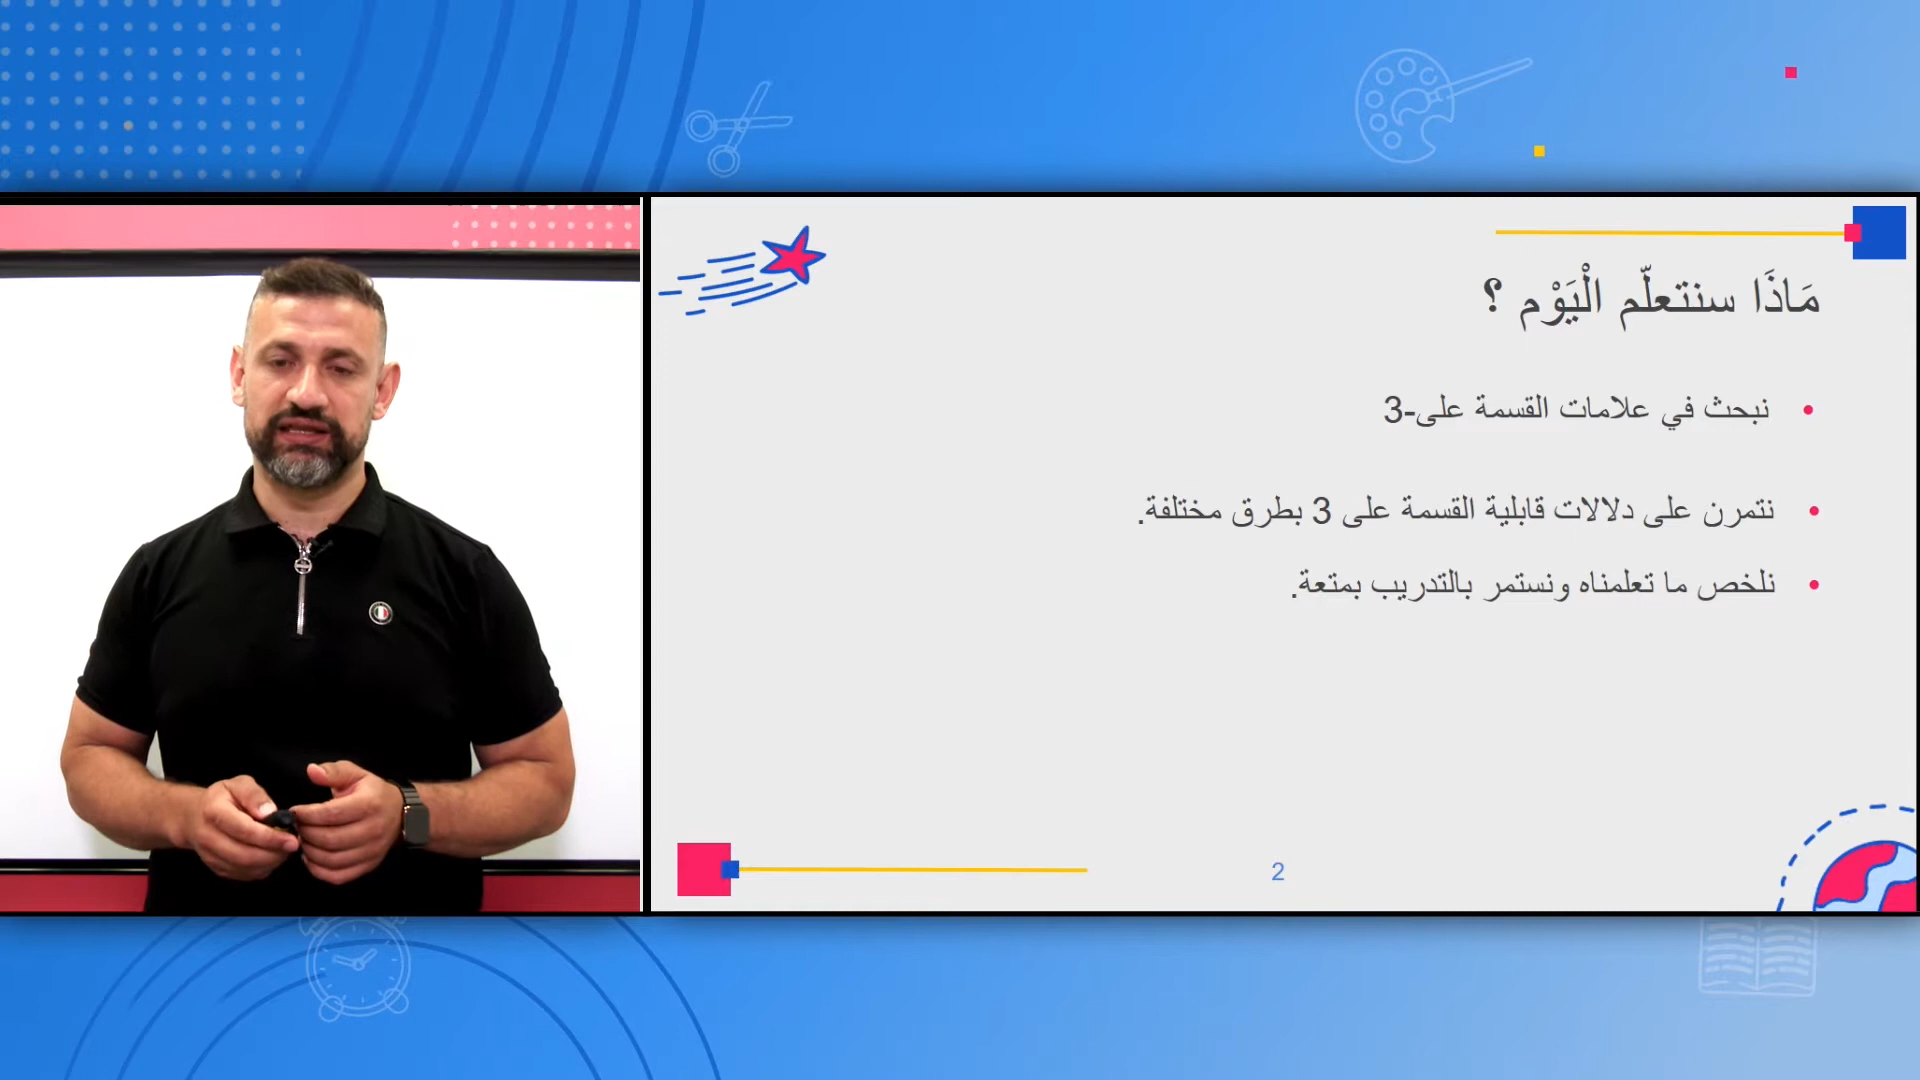 مَاذَا سنتعلّم الْيَوْم ؟
• نبحث في علامات القسمة على-3
• نتمرن على دلالات قابلية القسمة على 3 بطرق مختلفة.
• نلخص ما تعلمناه ونستمر بالتدريب بمتعة.
2